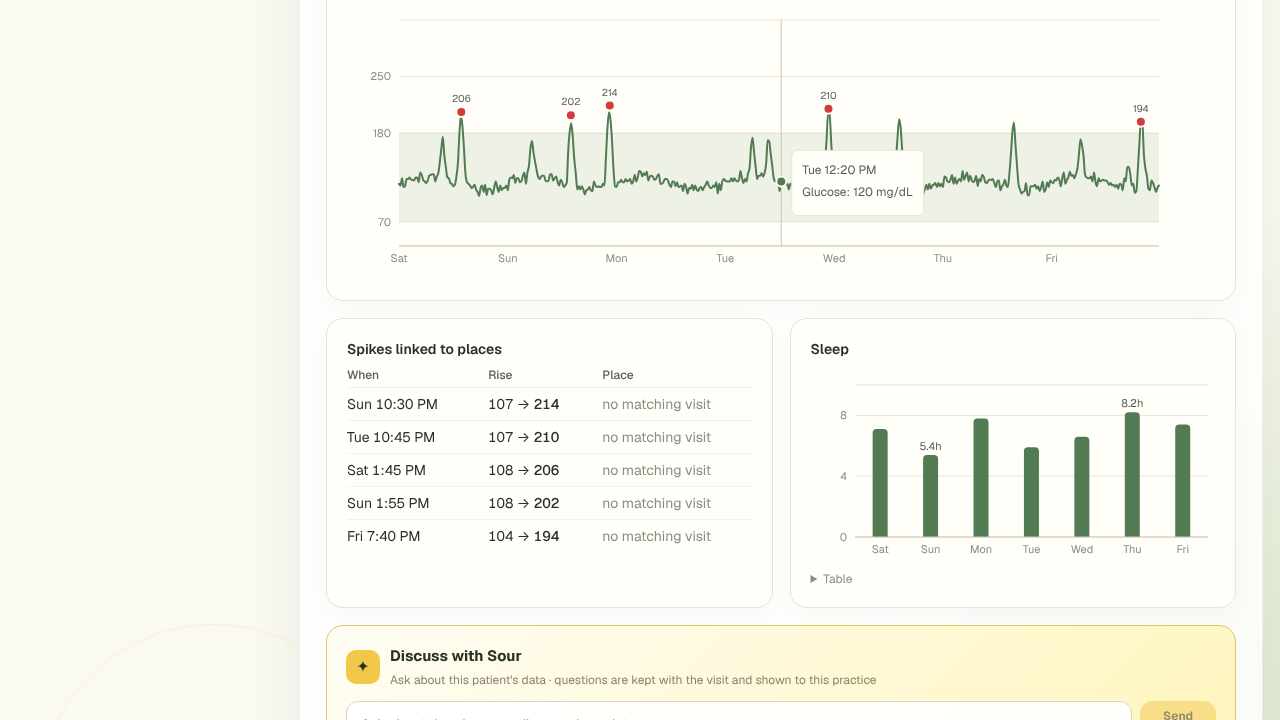 250
206
202
214
210
194
180
Tue 12:20 PM
Glucose: 120 mg/dL
70
Sat Sun Mon Tue Wed Thu Fri
Spikes linked to places
When Rise Place
Sun 10:30 PM 107 → 214 no matching visit
Tue 10:45 PM 107 → 210 no matching visit
Sat 1:45 PM 108 → 206 no matching visit
Sun 1:55 PM 108 → 202 no matching visit
Fri 7:40 PM 104 → 194 no matching visit
Sleep
8.2h
8
5.4h
4
0
Sat Sun Mon Tue Wed Thu Fri
▶ Table
Discuss with Sour
Ask about this patient's data · questions are kept with the visit and shown to this practice
Send